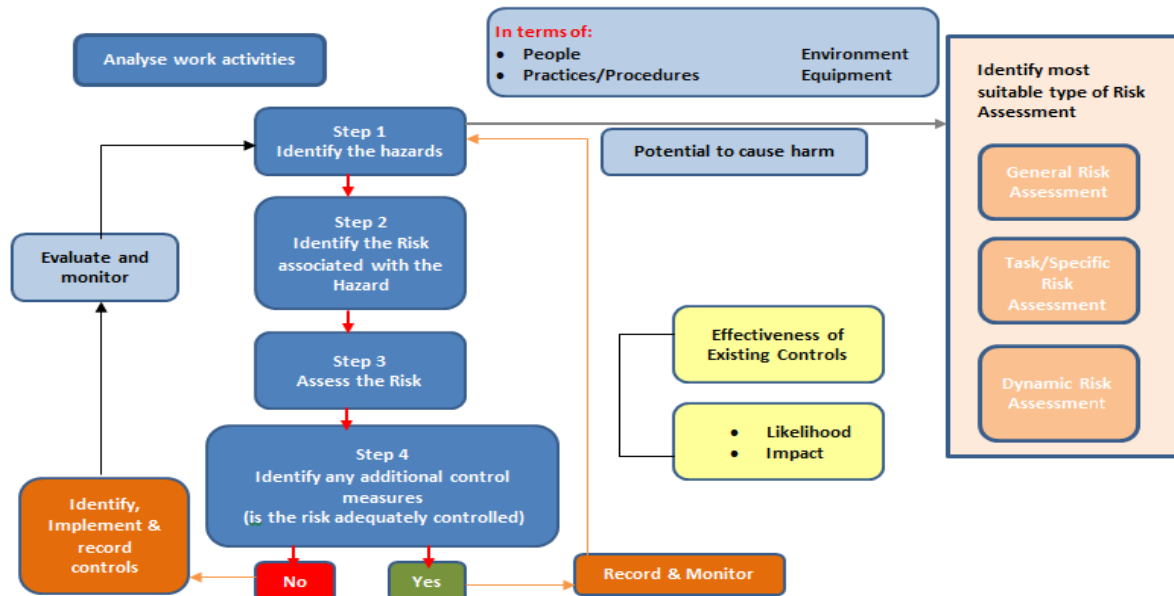 Analyse work activities
In terms of:
• People Environment
• Practices/Procedures Equipment
Identify most
suitable type of Risk
Assessment
Step 1
Identify the hazards
Potential to cause harm
General Risk
Assessment
Step 2
Identify the Risk
associated with the
Hazard
Evaluate and
monitor
Task/Specific
Risk
Assessment
Effectiveness of
Existing Controls
Step 3
Assess the Risk
Dynamic Risk
Assessment
• Likelihood
• Impact
Step 4
Identify any additional control
measures
(is the risk adequately controlled)
Identify,
Implement &
record
controls
No
Yes
Record & Monitor